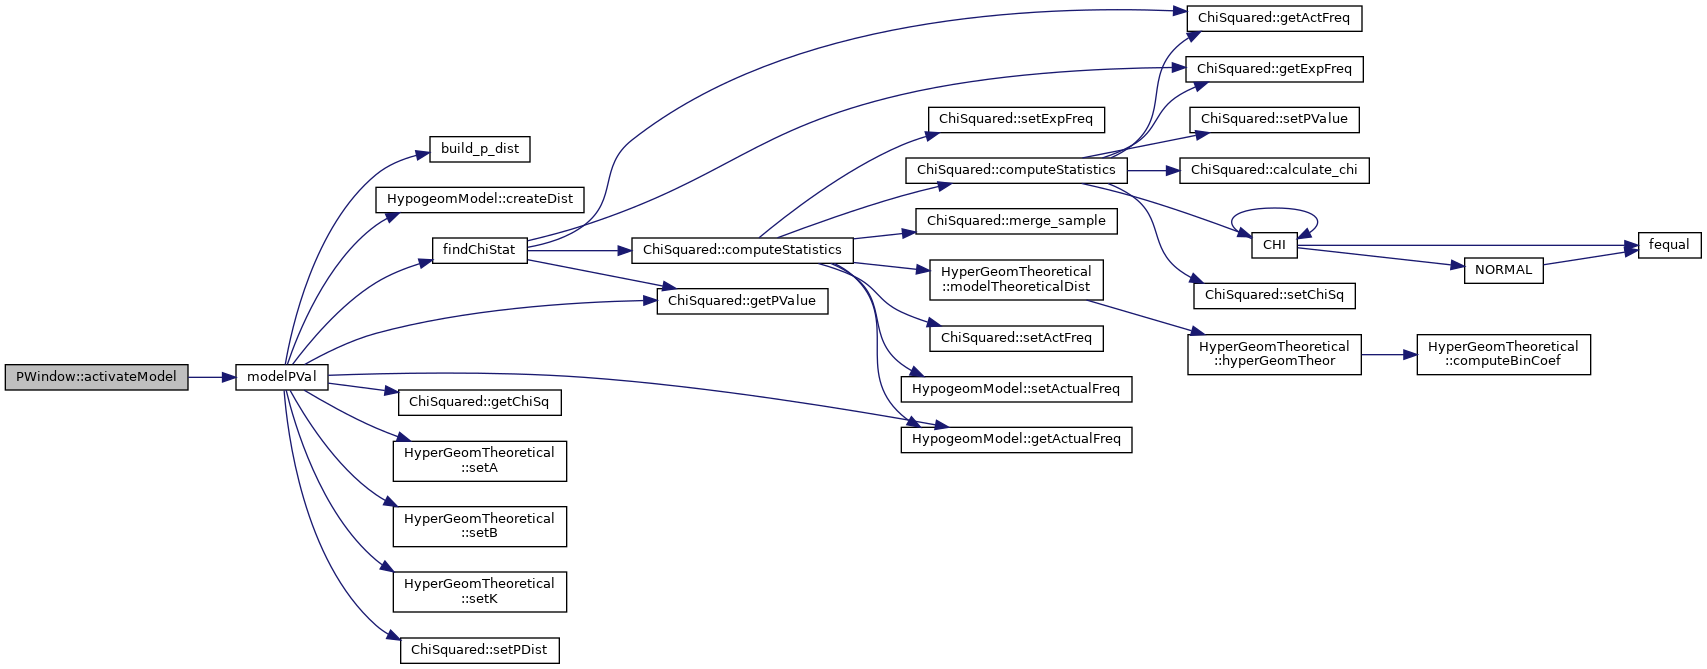 PWindow::activateModel
modelPVal
build_p_dist
HypogeomModel::createDist
findChiStat
ChiSquared::getPValue
ChiSquared::getChiSq
HyperGeomTheoretical
::setA
HyperGeomTheoretical
::setB
HyperGeomTheoretical
::setK
ChiSquared::setPDist
ChiSquared::computeStatistics
ChiSquared::setExpFreq
ChiSquared::computeStatistics
ChiSquared::merge_sample
HyperGeomTheoretical
::modelTheoreticalDist
ChiSquared::setActFreq
HypogeomModel::setActualFreq
HypogeomModel::getActualFreq
ChiSquared::getActFreq
ChiSquared::getExpFreq
ChiSquared::setPValue
ChiSquared::calculate_chi
CHI
ChiSquared::setChiSq
HyperGeomTheoretical
::hyperGeomTheor
NORMAL
HyperGeomTheoretical
::computeBinCoef
fequal